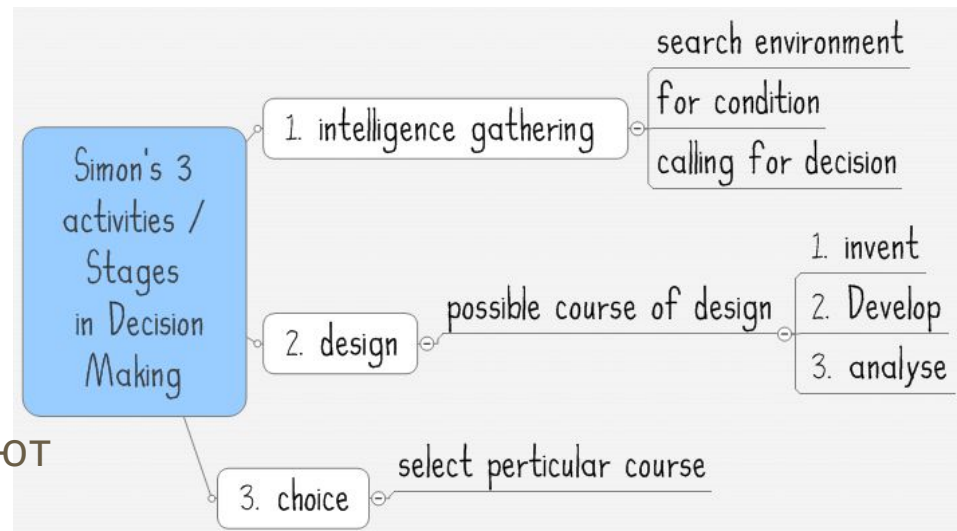 Simon's 3
activities /
Stages
in Decision
Making
1. intelligence gathering
search environment
for condition
calling for decision
2. design
possible course of design
1. invent
2. Develop
3. analyse
3. choice
select perticular course
ют